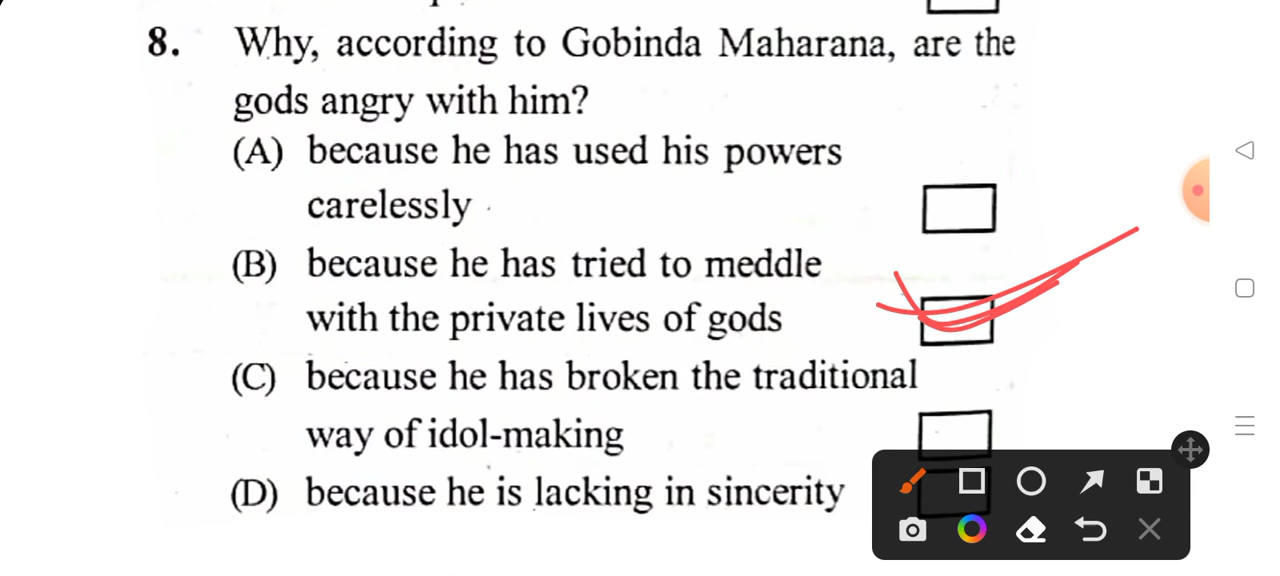 8. Why, according to Gobinda Maharana, are the
gods angry with him?
(A) because he has used his powers
carelessly
(B) because he has tried to meddle
with the private lives of gods
(C) because he has broken the traditional
way of idol-making
(D) because he is lacking in sincerity